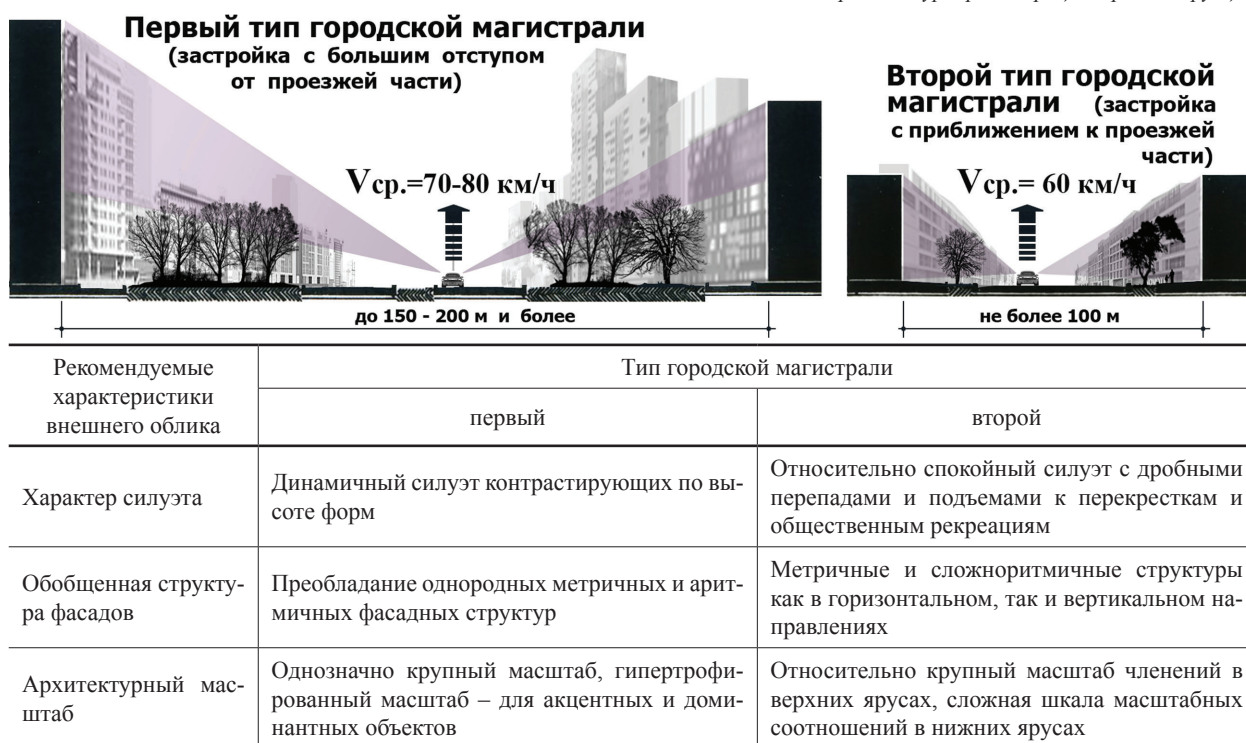 Первый тип городской магистрали
(застройка с большим отступом
от проезжей части)
Vср.=70-80 км/ч
до 150 - 200 м и более
Второй тип городской
магистрали (застройка
с приближением к проезжей
части)
Vср.= 60 км/ч
не более 100 м
Рекомендуемые
характеристики
внешнего облика
Тип городской магистрали
первый
второй
Характер силуэта
Динамичный силуэт контрастирующих по вы-
соте форм
Относительно спокойный силуэт с дробными
перепадами и подъемами к перекресткам и
общественным рекреациям
Обобщенная структу-
ра фасадов
Преобладание однородных метричных и арит-
мичных фасадных структур
Метричные и сложноритмичные структуры
как в горизонтальном, так и вертикальном на-
правлениях
Архитектурный мас-
штаб
Однозначно крупный масштаб, гипертрофи-
рованный масштаб – для акцентных и доми-
нантных объектов
Относительно крупный масштаб членений в
верхних ярусах, сложная шкала масштабных
соотношений в нижних ярусах